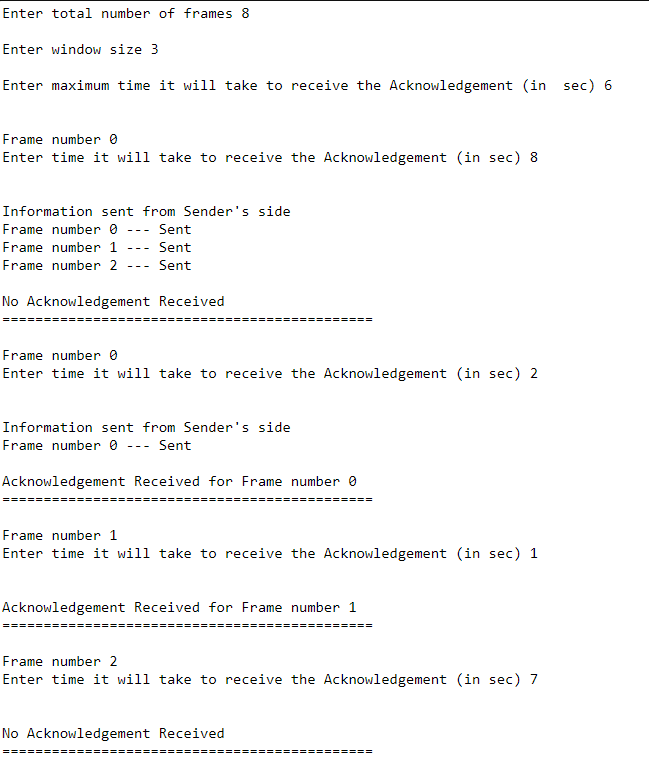 Enter total number of frames 8
Enter window size 3
Enter maximum time it will take to receive the Acknowledgement (in  sec) 6
Frame number 0
Enter time it will take to receive the Acknowledgement (in sec) 8
Information sent from Sender's side
Frame number 0 --- Sent
Frame number 1 --- Sent
Frame number 2 --- Sent
No Acknowledgement Received
=============================================
Frame number 0
Enter time it will take to receive the Acknowledgement (in sec) 2
Information sent from Sender's side
Frame number 0 --- Sent
Acknowledgement Received for Frame number 0
=============================================
Frame number 1
Enter time it will take to receive the Acknowledgement (in sec) 1
Acknowledgement Received for Frame number 1
=============================================
Frame number 2
Enter time it will take to receive the Acknowledgement (in sec) 7
No Acknowledgement Received
=============================================